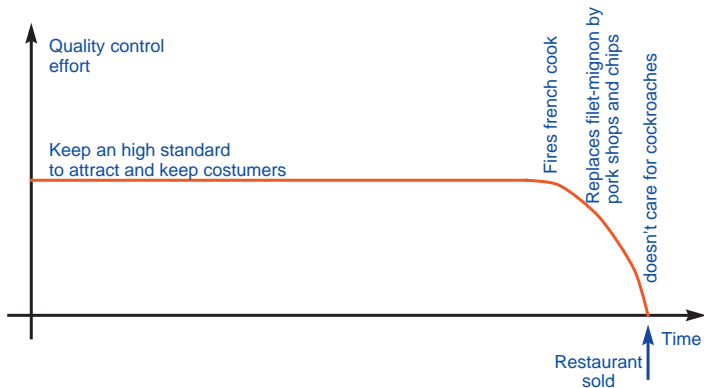 Quality control
effort
Keep an high standard
to attract and keep costumers
Fires french cook
Replaces filet-mignon by
pork shops and chips
doesn't care for cockroaches
Time
Restaurant
sold